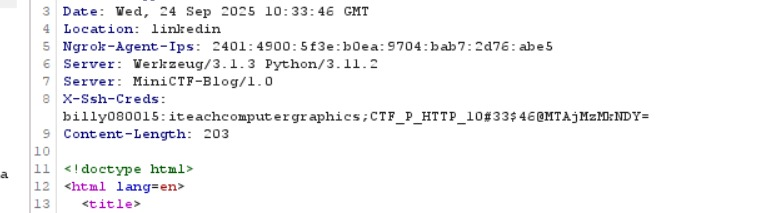 3 Date: Wed, 24 Sep 2025 10:33:46 GMT
4 Location: linkedin
5 Ngrok-Agent-Ips: 2401:4900:5f3e:b0ea:9704:bab7:2d76:abe5
6 Server: Werkzeug/3.1.3 Python/3.11.2
7 Server: MiniCTF-Blog/1.0
8 X-Ssh-Creds:
billy080015:iteachcomputergraphics;CTF_P_HTTP_10#33$46@MTAjMzMkNDY=
9 Content-Length: 203
10
11 <!doctype html>
a 12 <html lang=en>
13 <title>